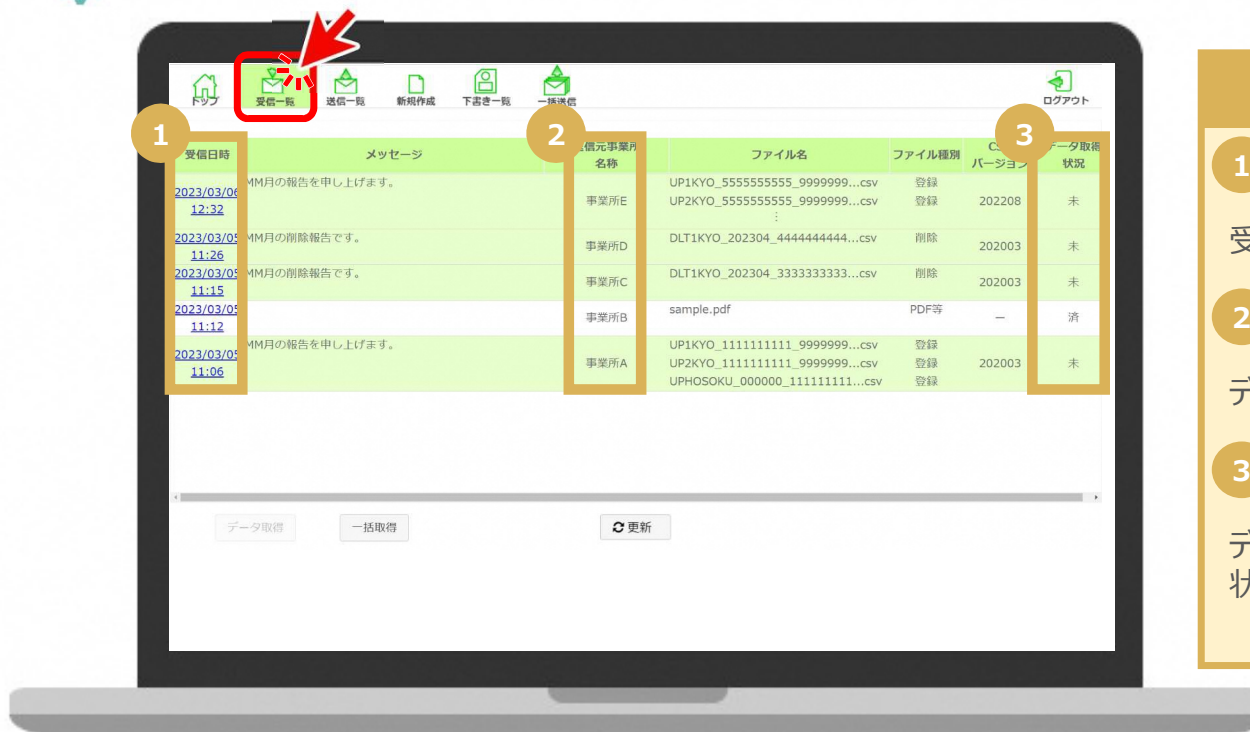 トップ 受信一覧 送信一覧 新規作成 下書き一覧 一括送信 ログアウト
1 2 3
受信日時 メッセージ 信元事業所 ファイル名 ファイル種別 データ取得
名称 バージョン 状況
2023/03/06 MM月の報告を申し上げます。 UP1KYO_5555555555_9999999...csv 登録
12:32 事業所E UP2KYO_5555555555_9999999...csv 登録 202208 未
⋮
2023/03/05 MM月の削除報告です。 DLT1KYO_202304_4444444444...csv 削除
11:26 事業所D 202003 未
2023/03/05 MM月の削除報告です。 DLT1KYO_202304_3333333333...csv 削除
11:15 事業所C 202003 未
2023/03/05 sample.pdf PDF等
11:12 事業所B — 済
MM月の報告を申し上げます。 UP1KYO_1111111111_9999999...csv 登録
2023/03/05 事業所A UP2KYO_1111111111_9999999...csv 登録 202003 未
11:06 UPHOSOKU_000000_111111111...csv 登録
データ取得 一括取得 更新
1
受
2
デ
3
デ
状